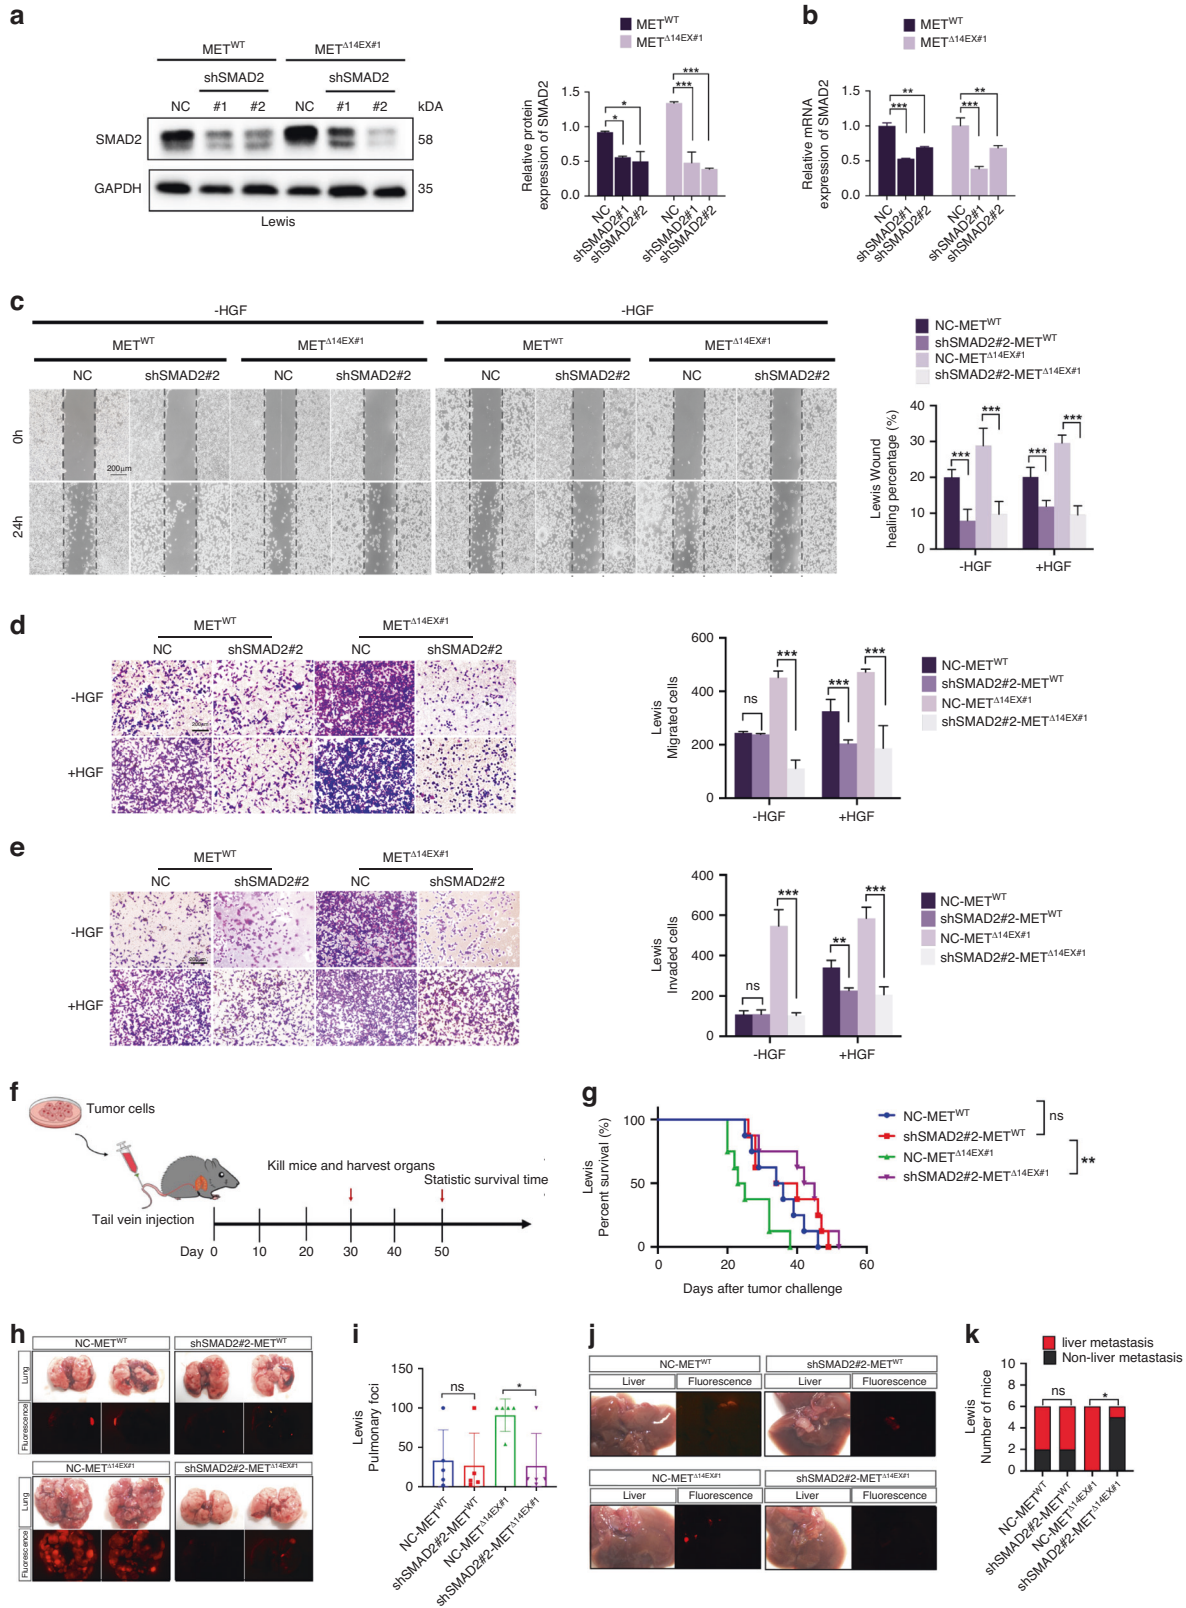 a
MET^WT MET^Δ14EX#1
shSMAD2 shSMAD2
NC #1 #2 NC #1 #2 kDA
SMAD2 58
GAPDH 35
Lewis
MET^WT
MET^Δ14EX#1
Relative protein
expression of SMAD2
1.5
1.0
0.5
0.0
* * *** ***
NC shSMAD2#1 shSMAD2#2 NC shSMAD2#1 shSMAD2#2
b
MET^WT
MET^Δ14EX#1
Relative mRNA
expression of SMAD2
1.5
1.0
0.5
0.0
** *** ** ***
NC shSMAD2#1 shSMAD2#2 NC shSMAD2#1 shSMAD2#2
c
-HGF -HGF
MET^WT MET^Δ14EX#1 MET^WT MET^Δ14EX#1
NC shSMAD2#2 NC shSMAD2#2 NC shSMAD2#2 NC shSMAD2#2
0h
200μm
24h
NC-MET^WT
shSMAD2#2-MET^WT
NC-MET^Δ14EX#1
shSMAD2#2-MET^Δ14EX#1
Lewis Wound
healing percentage (%)
40
30
20
10
0
*** *** *** ***
-HGF +HGF
d
MET^WT MET^Δ14EX#1
NC shSMAD2#2 NC shSMAD2#2
-HGF
200μm
+HGF
Lewis
Migrated cells
600
400
200
0
ns *** *** ***
-HGF +HGF
NC-MET^WT
shSMAD2#2-MET^WT
NC-MET^Δ14EX#1
shSMAD2#2-MET^Δ14EX#1
e
MET^WT MET^Δ14EX#1
NC shSMAD2#2 NC shSMAD2#2
-HGF
+HGF
Lewis
Invaded cells
400
600
400
200
0
ns *** ** ***
-HGF +HGF
NC-MET^WT
shSMAD2#2-MET^WT
NC-MET^Δ14EX#1
shSMAD2#2-MET^Δ14EX#1
f
Tumor cells
Kill mice and harvest organs
Statistic survival time
Tail vein injection
Day 0 10 20 30 40 50
g
Lewis
Percent survival (%)
100
50
0
0 20 40 60
Days after tumor challenge
NC-MET^WT
shSMAD2#2-MET^WT
NC-MET^Δ14EX#1
shSMAD2#2-MET^Δ14EX#1
ns
**
h
NC-MET^WT shSMAD2#2-MET^WT
Lung
Fluorescence
NC-MET^Δ14EX#1 shSMAD2#2-MET^Δ14EX#1
Lung
Fluorescence
i
Lewis
Pulmonary foci
150
100
50
0
ns *
NC-MET^WT
shSMAD2#2-MET^WT
NC-MET^Δ14EX#1
shSMAD2#2-MET^Δ14EX#1
j
NC-MET^WT shSMAD2#2-MET^WT
Liver Fluorescence Liver Fluorescence
NC-MET^Δ14EX#1 shSMAD2#2-MET^Δ14EX#1
Liver Fluorescence Liver Fluorescence
k
liver metastasis
Non-liver metastasis
Lewis
Number of mice
10
8
6
4
2
0
ns *
NC-MET^WT
shSMAD2#2-MET^WT
NC-MET^Δ14EX#1
shSMAD2#2-MET^Δ14EX#1